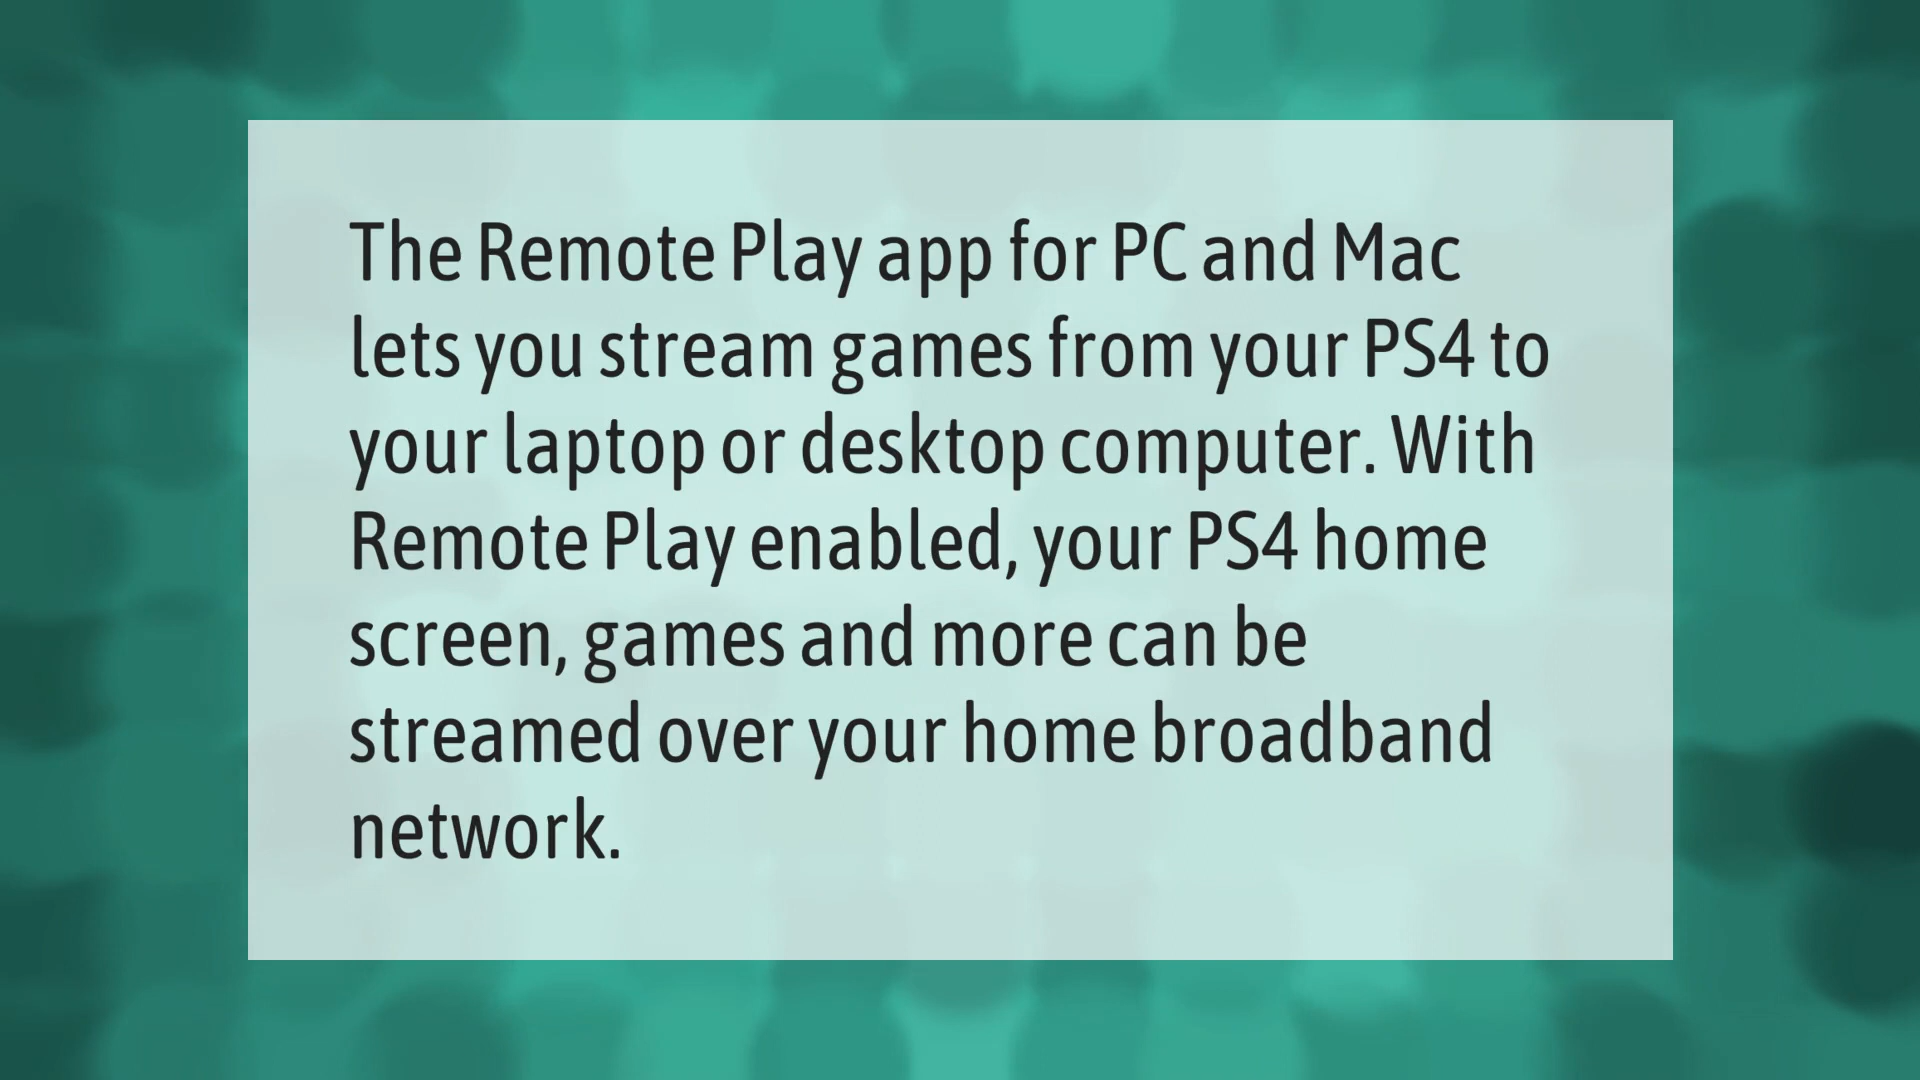 The Remote Play app for PC and Mac
lets you stream games from your PS4 to
your laptop or desktop computer. With
Remote Play enabled, your PS4 home
screen, games and more can be
streamed over your home broadband
network.